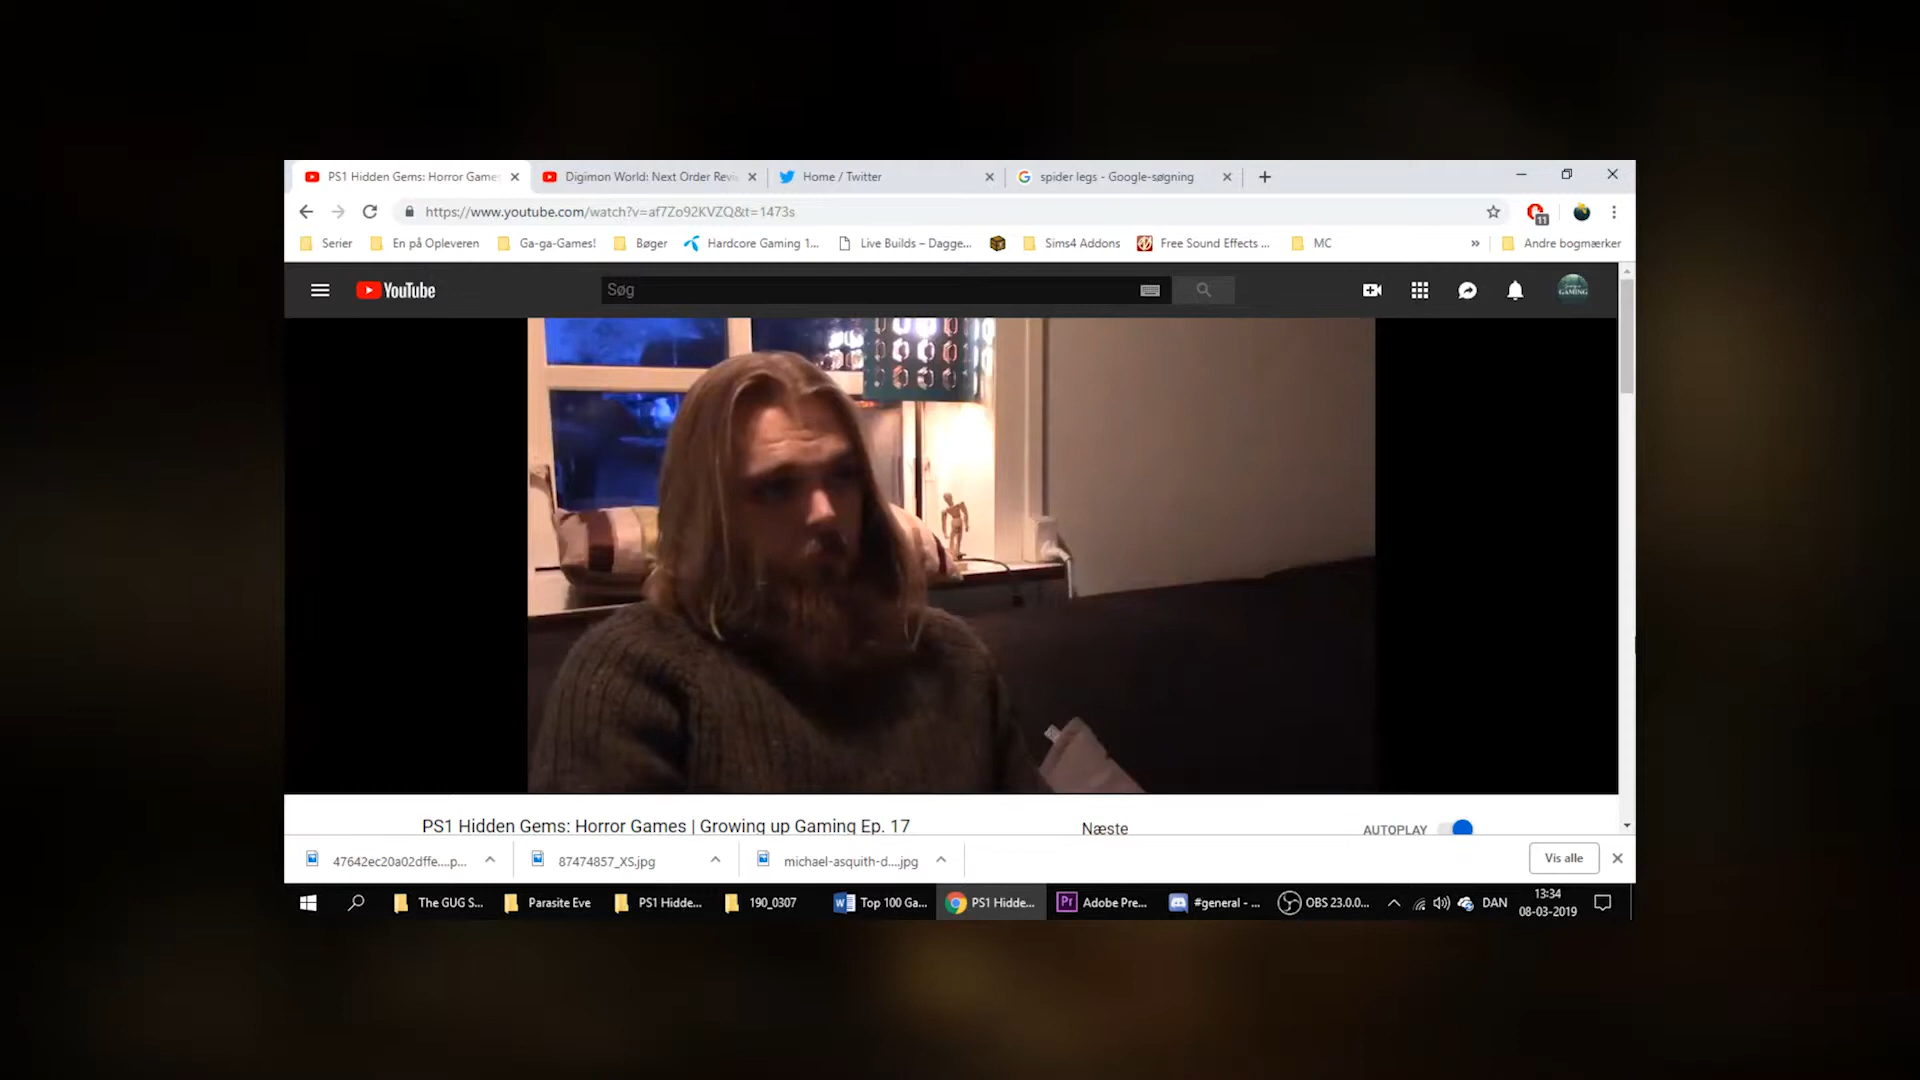 PS1 Hidden Gems: Horror Games
Digimon World: Next Order Revi
Home / Twitter
spider legs - Google-søgning
https://www.youtube.com/watch?v=af7Zo92KVZQ&t=1473s
11
Serier
En på Opleveren
Ga-ga-Games!
Bøger
Hardcore Gaming 1...
Live Builds – Dagge...
Sims4 Addons
Free Sound Effects ...
MC
»
Andre bogmærker
YouTube
Søg
GAMING
PS1 Hidden Gems: Horror Games | Growing up Gaming Ep. 17
Næste
AUTOPLAY
47642ec20a02dffe....p...
87474857_XS.jpg
michael-asquith-d....jpg
Vis alle
The GUG S...
Parasite Eve
PS1 Hidde...
190_0307
Top 100 Ga...
PS1 Hidde...
Pr
Adobe Pre...
#general - ...
OBS 23.0.0...
DAN
13:34
08-03-2019